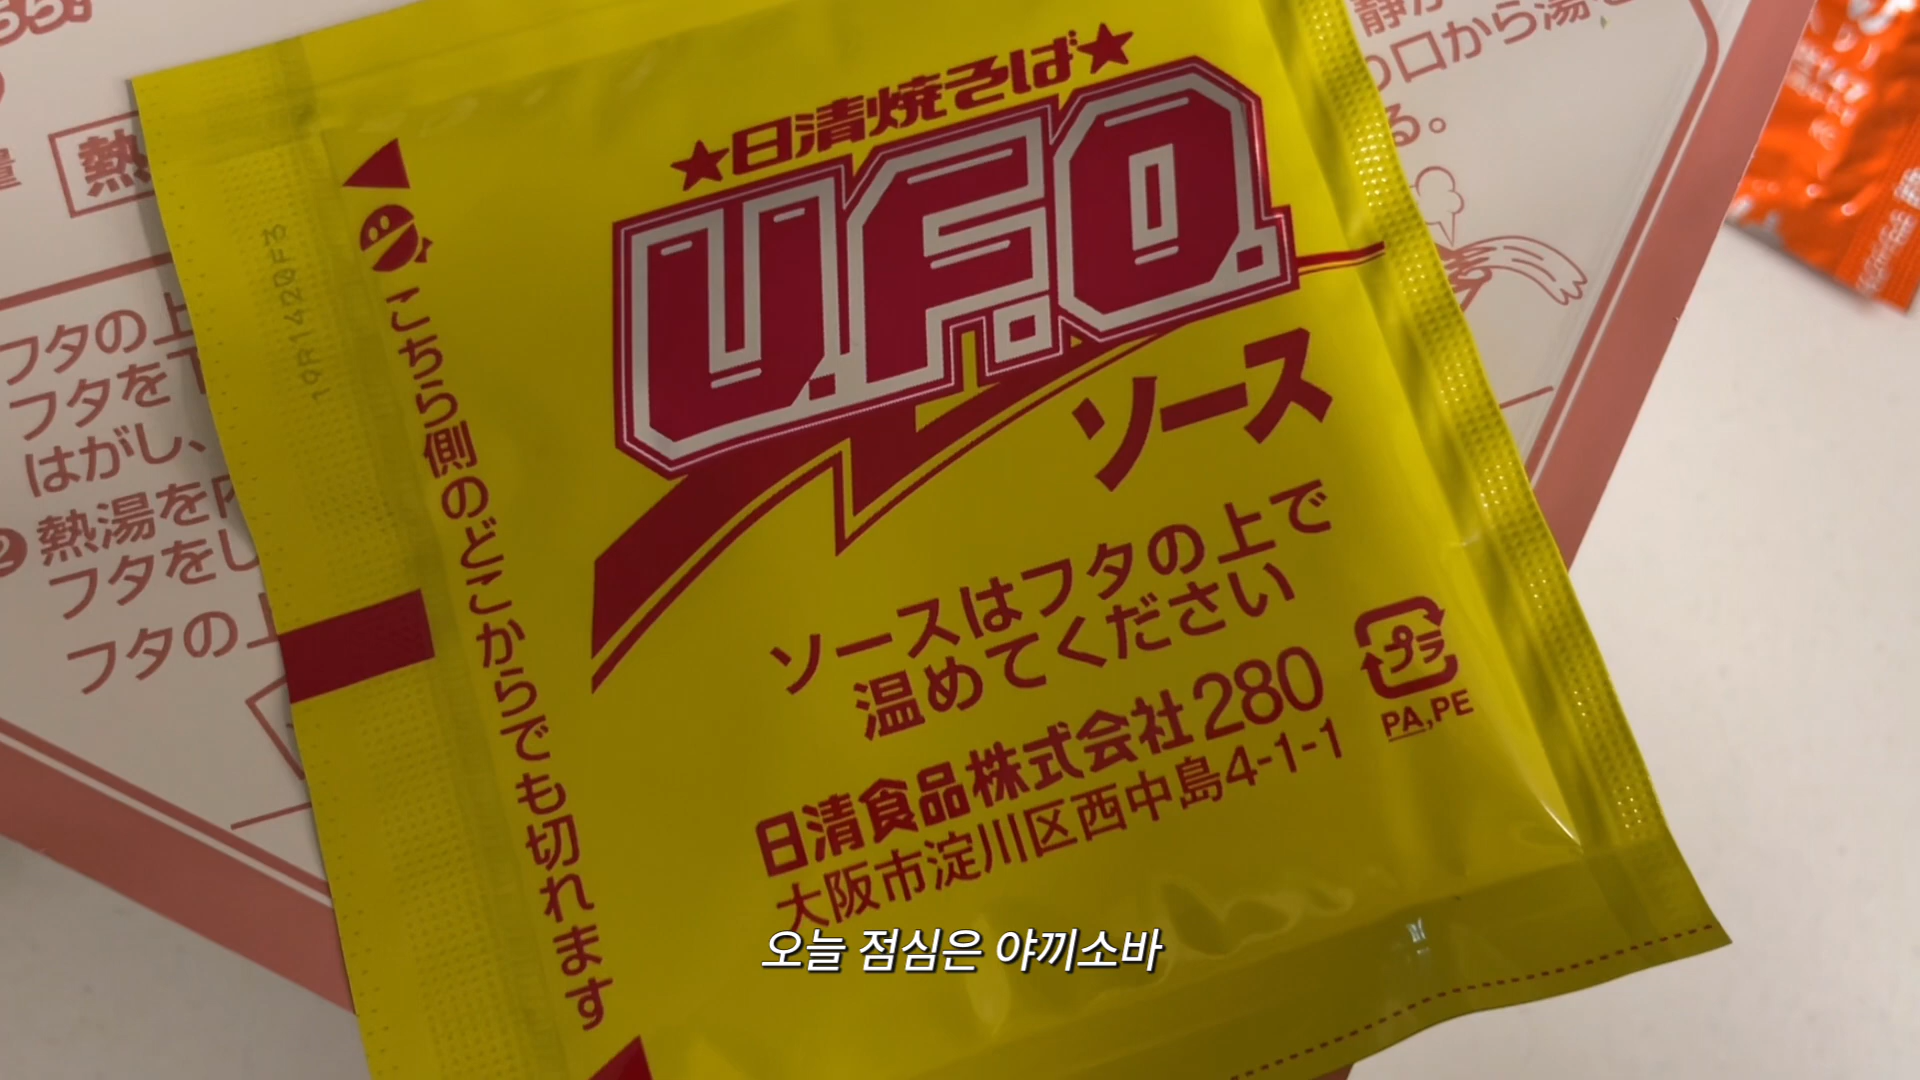 ★日清焼そば★
U.F.O.
ソース
こちら側のどこからでも切れます
ソースはフタの上で
温めてください
日清食品株式会社280
大阪市淀川区西中島4-1-1
プラ
PA,PE
熱
フタの上
フタを
はがし、
❷熱湯を
フタをし
フタの上
口から湯
る。
오늘 점심은 야끼소바